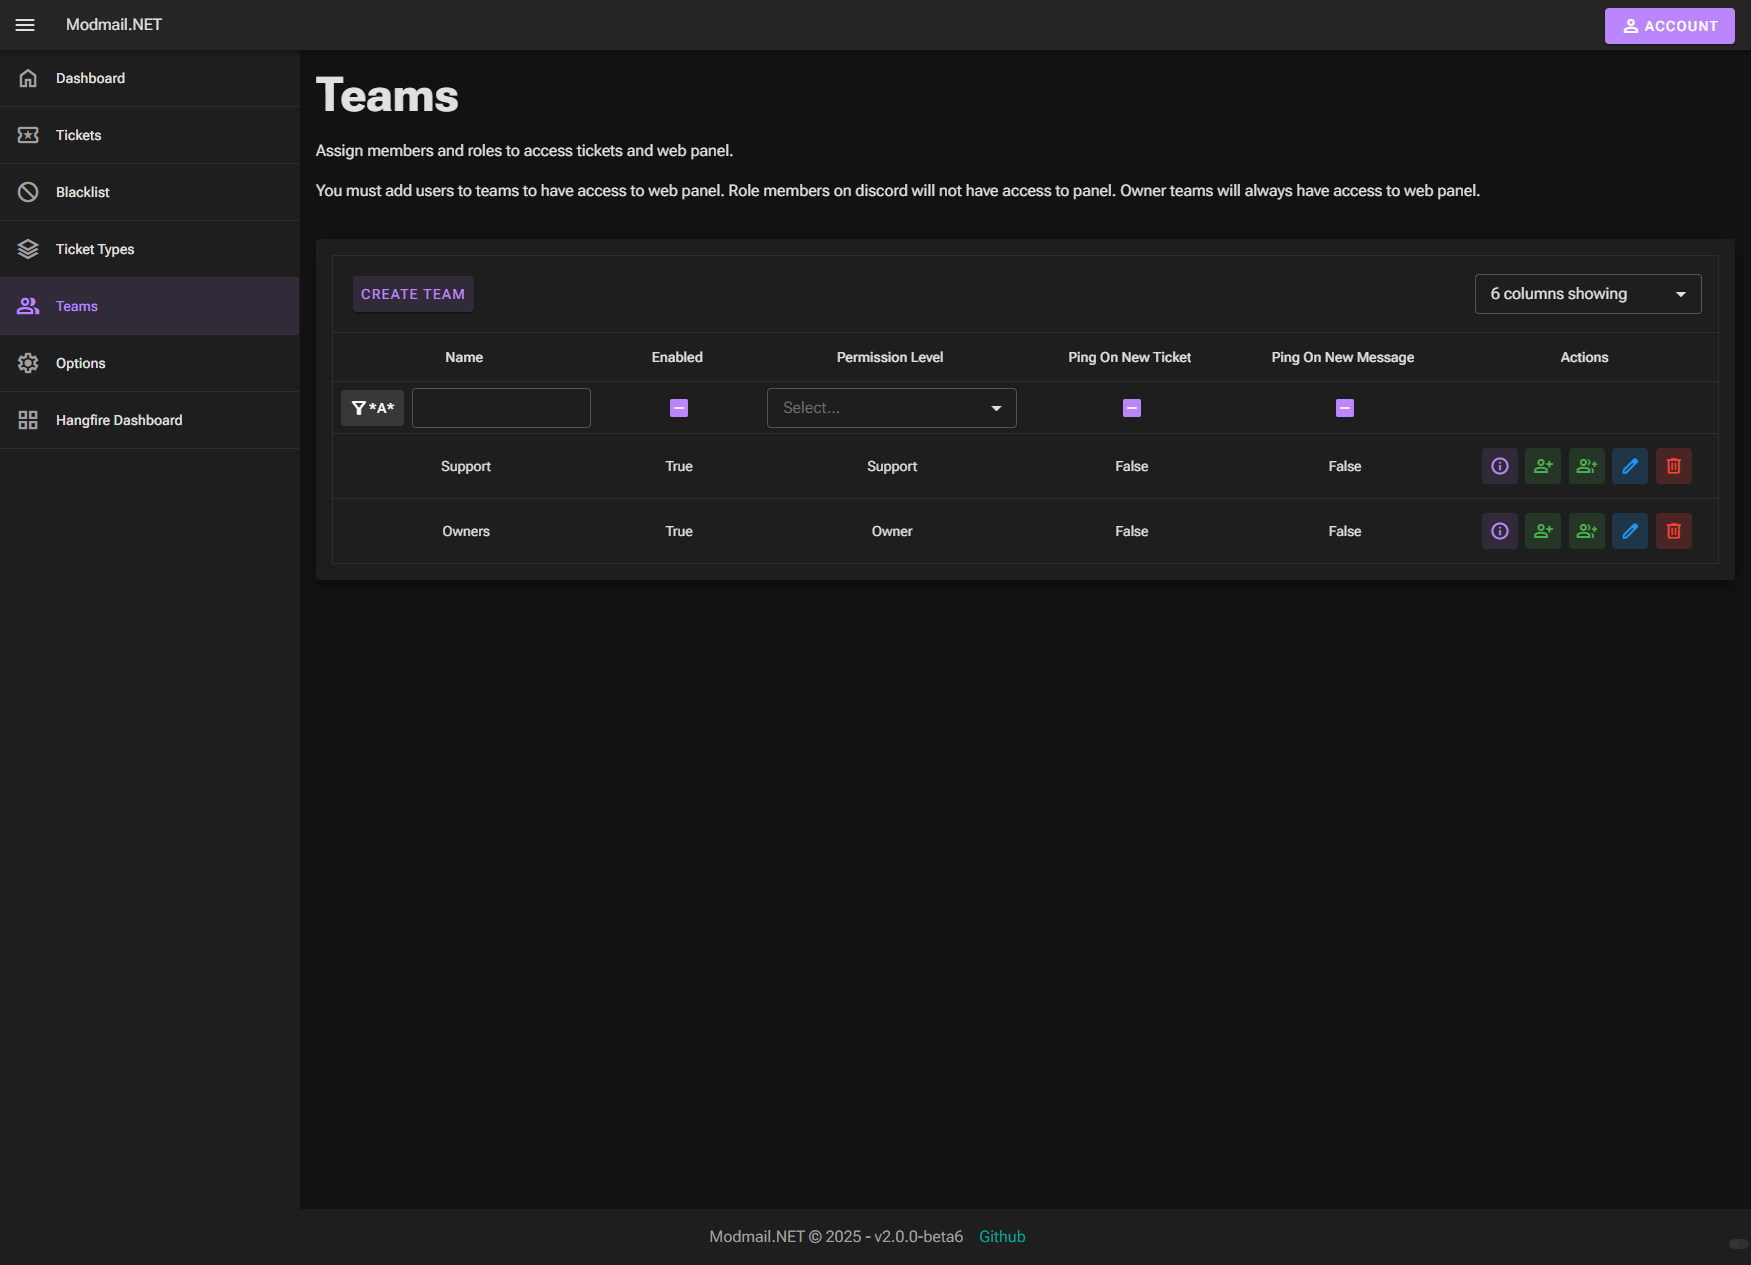 Modmail.NET
ACCOUNT
Dashboard
Tickets
Blacklist
Ticket Types
Teams
Options
Hangfire Dashboard
Teams
Assign members and roles to access tickets and web panel.
You must add users to teams to have access to web panel. Role members on discord will not have access to panel. Owner teams will always have access to web panel.
CREATE TEAM
6 columns showing
Name Enabled Permission Level Ping On New Ticket Ping On New Message Actions
*A* Select...
Support True Support False False
Owners True Owner False False
Modmail.NET © 2025 - v2.0.0-beta6 Github